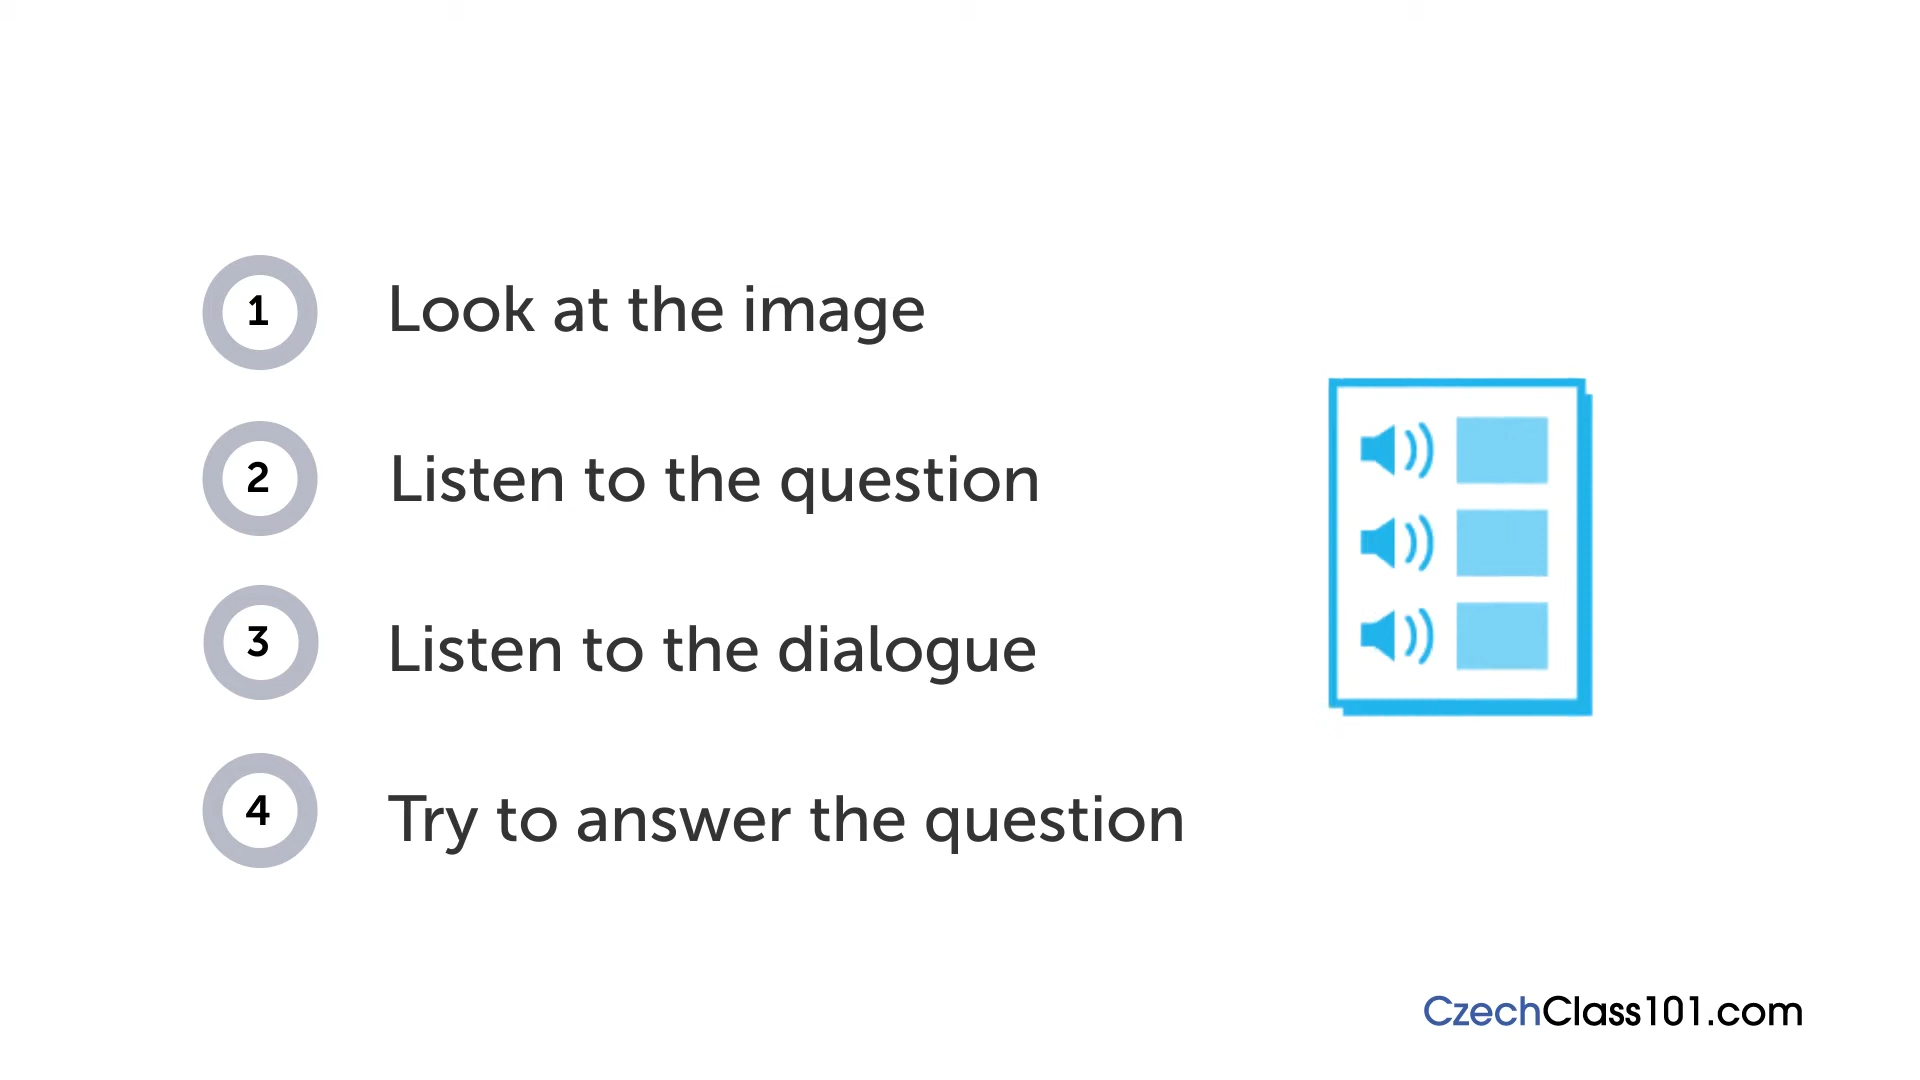 1 Look at the image
2 Listen to the question
3 Listen to the dialogue
4 Try to answer the question
CzechClass101.com